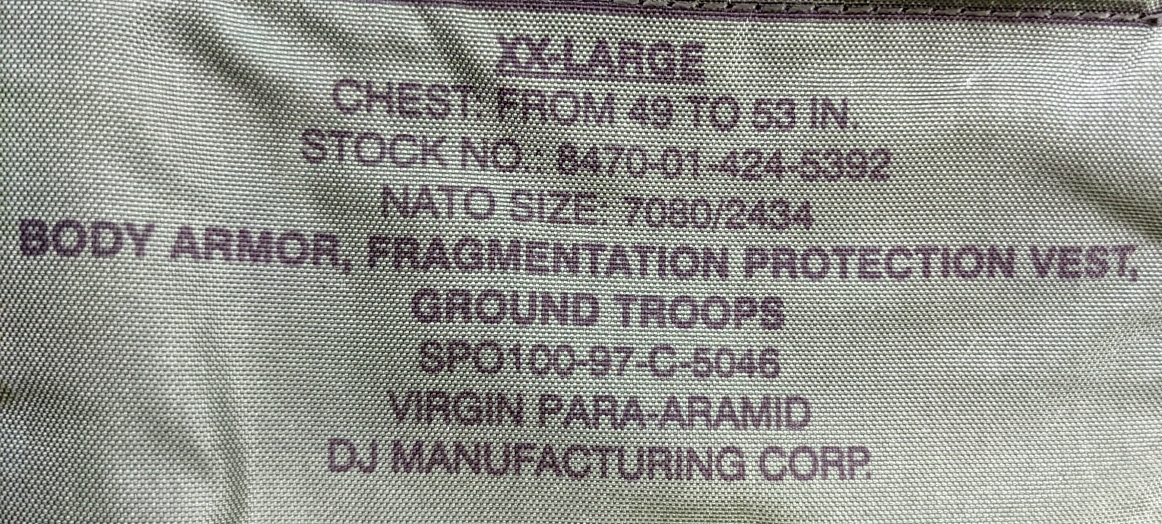 XX-LARGE
CHEST: FROM 49 TO 53 IN.
STOCK NO.: 8470-01-424-5392
NATO SIZE: 7080/2434
BODY ARMOR, FRAGMENTATION PROTECTION VEST,
GROUND TROOPS
SPO100-97-C-5046
VIRGIN PARA-ARAMID
DJ MANUFACTURING CORP.